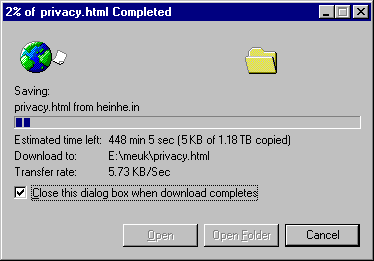 2% of privacy.html Completed
Saving:
privacy.html from heinhe.in
Estimated time left: 448 min 5 sec (5 KB of 1.18 TB copied)
Download to: E:\meuk\privacy.html
Transfer rate: 5.73 KB/Sec
Close this dialog box when download completes
Open Open Folder Cancel